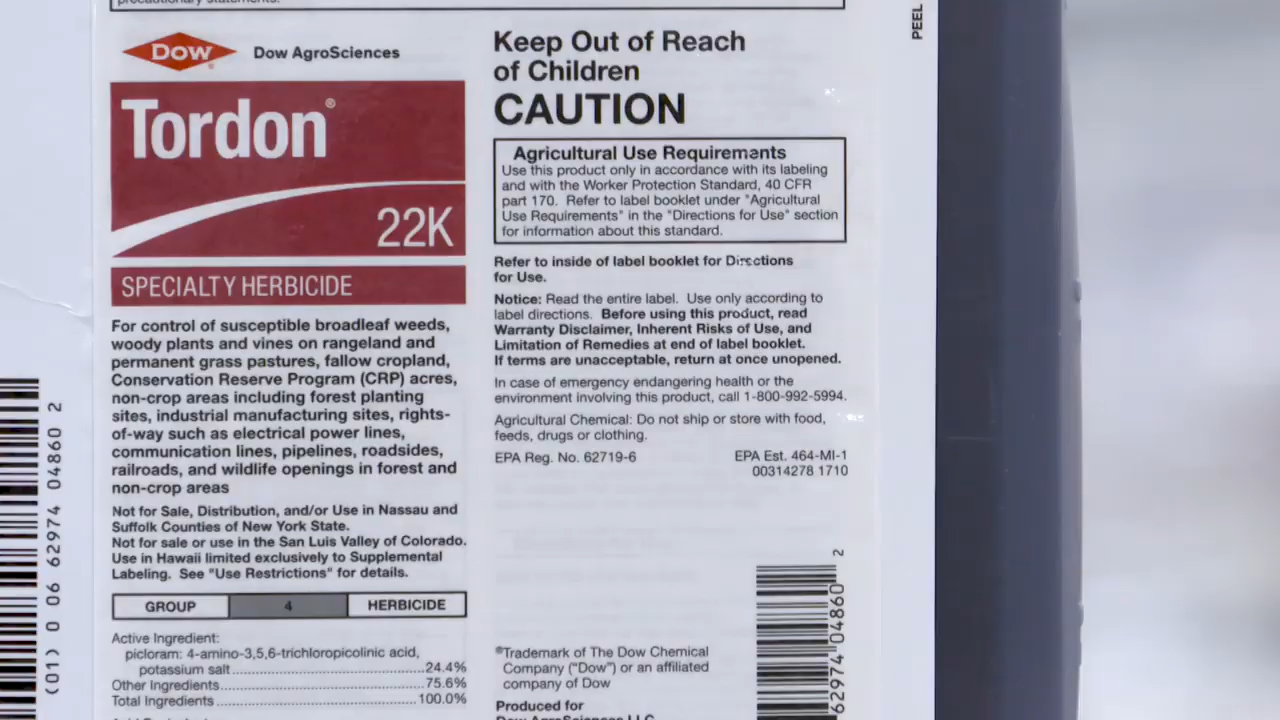 precautionary statements.
PEEL
Dow
Dow AgroSciences
Tordon®
22K
SPECIALTY HERBICIDE
For control of susceptible broadleaf weeds,
woody plants and vines on rangeland and
permanent grass pastures, fallow cropland,
Conservation Reserve Program (CRP) acres,
non-crop areas including forest planting
sites, industrial manufacturing sites, rights-
of-way such as electrical power lines,
communication lines, pipelines, roadsides,
railroads, and wildlife openings in forest and
non-crop areas
Not for Sale, Distribution, and/or Use in Nassau and
Suffolk Counties of New York State.
Not for sale or use in the San Luis Valley of Colorado.
Use in Hawaii limited exclusively to Supplemental
Labeling. See "Use Restrictions" for details.
GROUP 4 HERBICIDE
Active Ingredient:
picloram: 4-amino-3,5,6-trichloropicolinic acid,
potassium salt 24.4%
Other Ingredients 75.6%
Total Ingredients 100.0%
Keep Out of Reach
of Children
CAUTION
Agricultural Use Requirements
Use this product only in accordance with its labeling
and with the Worker Protection Standard, 40 CFR
part 170. Refer to label booklet under "Agricultural
Use Requirements" in the "Directions for Use" section
for information about this standard.
Refer to inside of label booklet for Directions
for Use.
Notice: Read the entire label. Use only according to
label directions. Before using this product, read
Warranty Disclaimer, Inherent Risks of Use, and
Limitation of Remedies at end of label booklet.
If terms are unacceptable, return at once unopened.
In case of emergency endangering health or the
environment involving this product, call 1-800-992-5994.
Agricultural Chemical: Do not ship or store with food,
feeds, drugs or clothing.
EPA Reg. No. 62719-6
EPA Est. 464-MI-1
00314278 1710
®Trademark of The Dow Chemical
Company ("Dow") or an affiliated
company of Dow
Produced for
Dow AgroSciences LLC
(01) 0 06 62974 04860 2
62974 04860 2